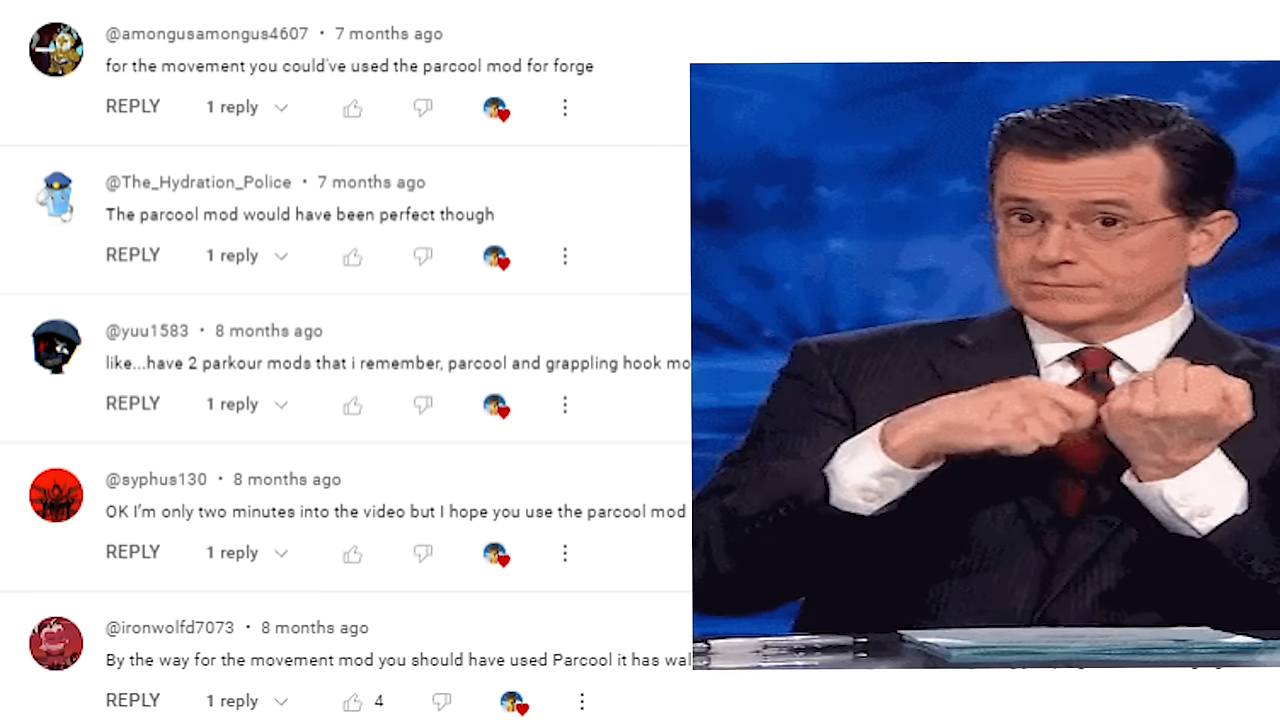 @amongusamongus4607 • 7 months ago
for the movement you could've used the parcool mod for forge
REPLY 1 reply
@The_Hydration_Police • 7 months ago
The parcool mod would have been perfect though
REPLY 1 reply
@yuu1583 • 8 months ago
like...have 2 parkour mods that i remember, parcool and grappling hook mo
REPLY 1 reply
@syphus130 • 8 months ago
OK I'm only two minutes into the video but I hope you use the parcool mod
REPLY 1 reply
@ironwolfd7073 • 8 months ago
By the way for the movement mod you should have used Parcool it has wal
REPLY 1 reply 4